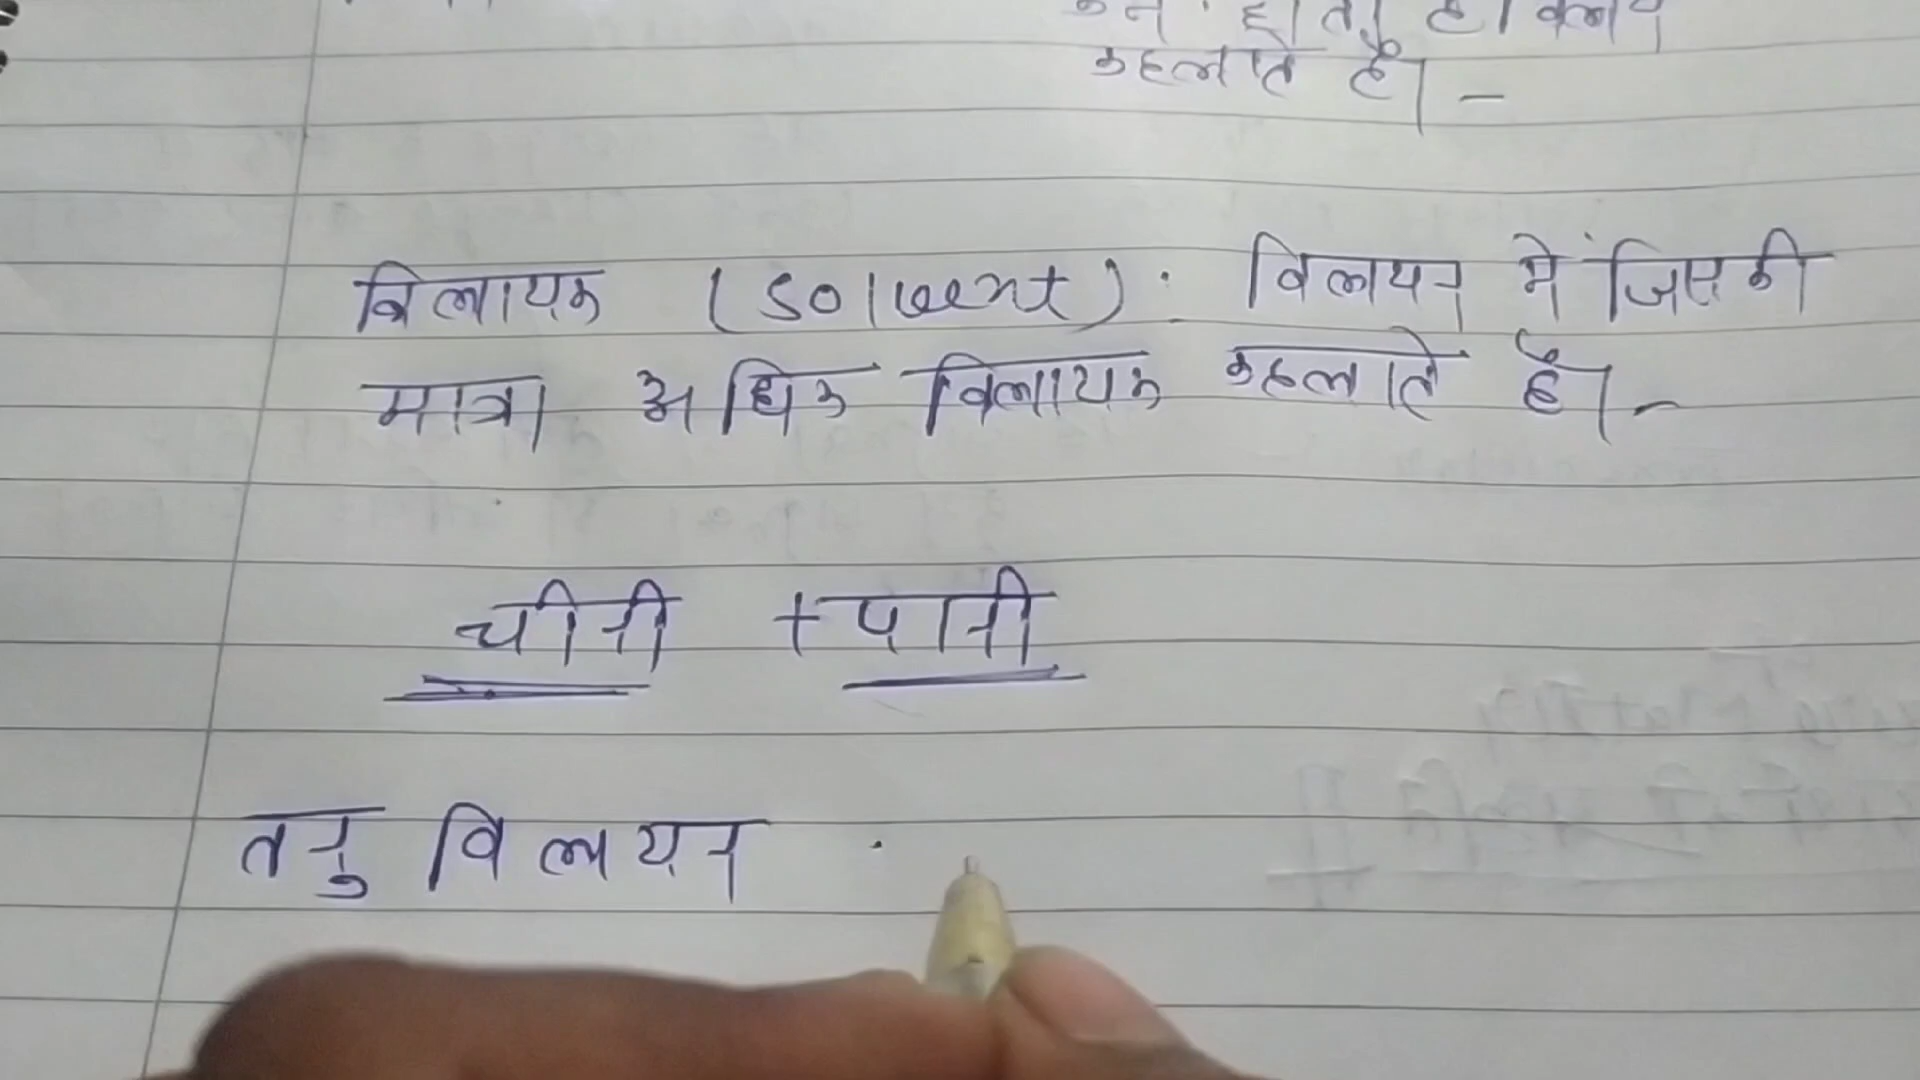 होता है। विलेय
कहलाते है। -
विलायक (Solvent): विलयन में जिसकी
मात्रा अधिक विलायक कहलाते है। -
चीनी + पानी
तनु विलयन